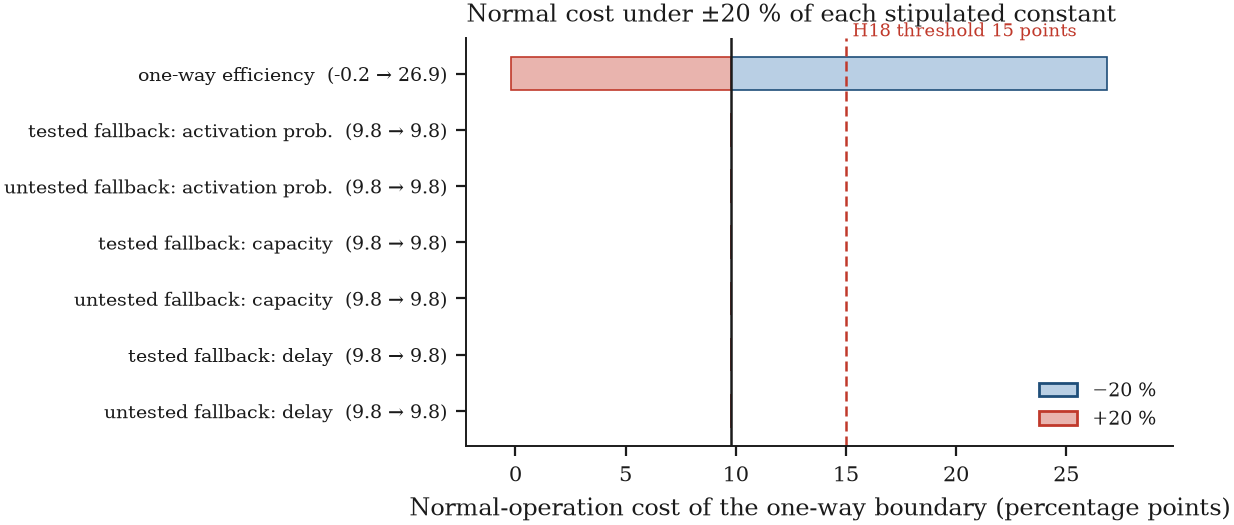 Normal cost under ±20 % of each stipulated constant
H18 threshold 15 points
one-way efficiency (-0.2 → 26.9)
tested fallback: activation prob. (9.8 → 9.8)
untested fallback: activation prob. (9.8 → 9.8)
tested fallback: capacity (9.8 → 9.8)
untested fallback: capacity (9.8 → 9.8)
tested fallback: delay (9.8 → 9.8)
untested fallback: delay (9.8 → 9.8)
−20 %
+20 %
0 5 10 15 20 25
Normal-operation cost of the one-way boundary (percentage points)